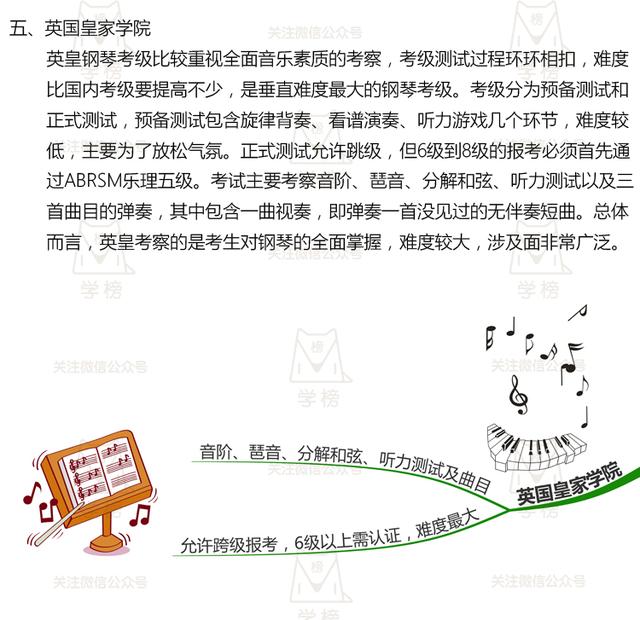 五、英国皇家学院
英皇钢琴考级比较重视全面音乐素质的考察，考级测试过程环环相扣，难度
比国内考级要提高不少，是垂直难度最大的钢琴考级。考级分为预备测试和
正式测试，预备测试包含旋律背奏、看谱演奏、听力游戏几个环节，难度较
低，主要为了放松气氛。正式测试允许跳级，但6级到8级的报考必须首先通
过ABRSM乐理五级。考试主要考察音阶、琶音、分解和弦、听力测试以及三
首曲目的弹奏，其中包含一曲视奏，即弹奏一首没见过的无伴奏短曲。总体
而言，英皇考察的是考生对钢琴的全面掌握，难度较大，涉及面非常广泛。
音阶、琶音、分解和弦、听力测试及曲目
英国皇家学院
允许跨级报考，6级以上需认证，难度最大
关注微信公众号
榜
学榜